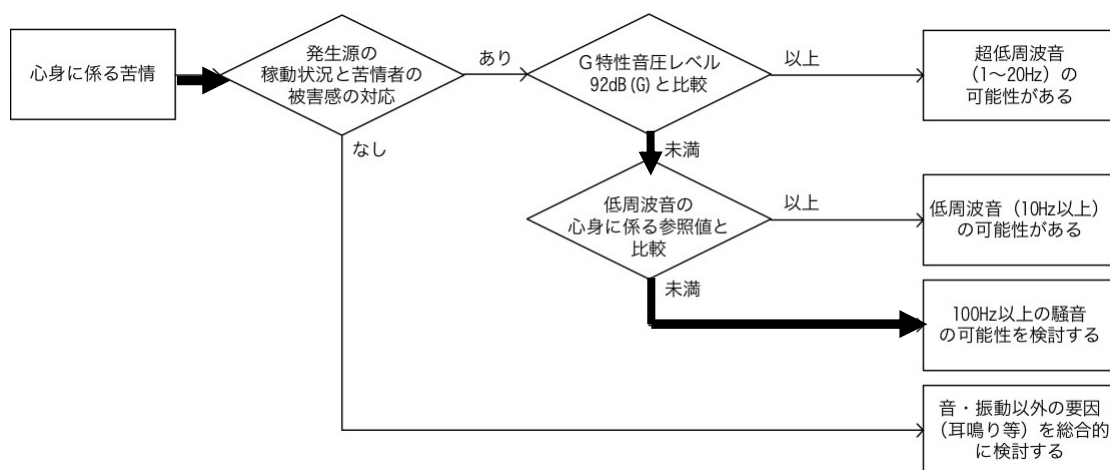 心身に係る苦情
発生源の
稼動状況と苦情者の
被害感の対応
あり
なし
G特性音圧レベル
92dB(G)と比較
以上
未満
超低周波音
（1〜20Hz）の
可能性がある
低周波音の
心身に係る参照値と
比較
以上
未満
低周波音（10Hz以上）
の可能性がある
100Hz以上の騒音
の可能性を検討する
音・振動以外の要因
（耳鳴り等）を総合的
に検討する